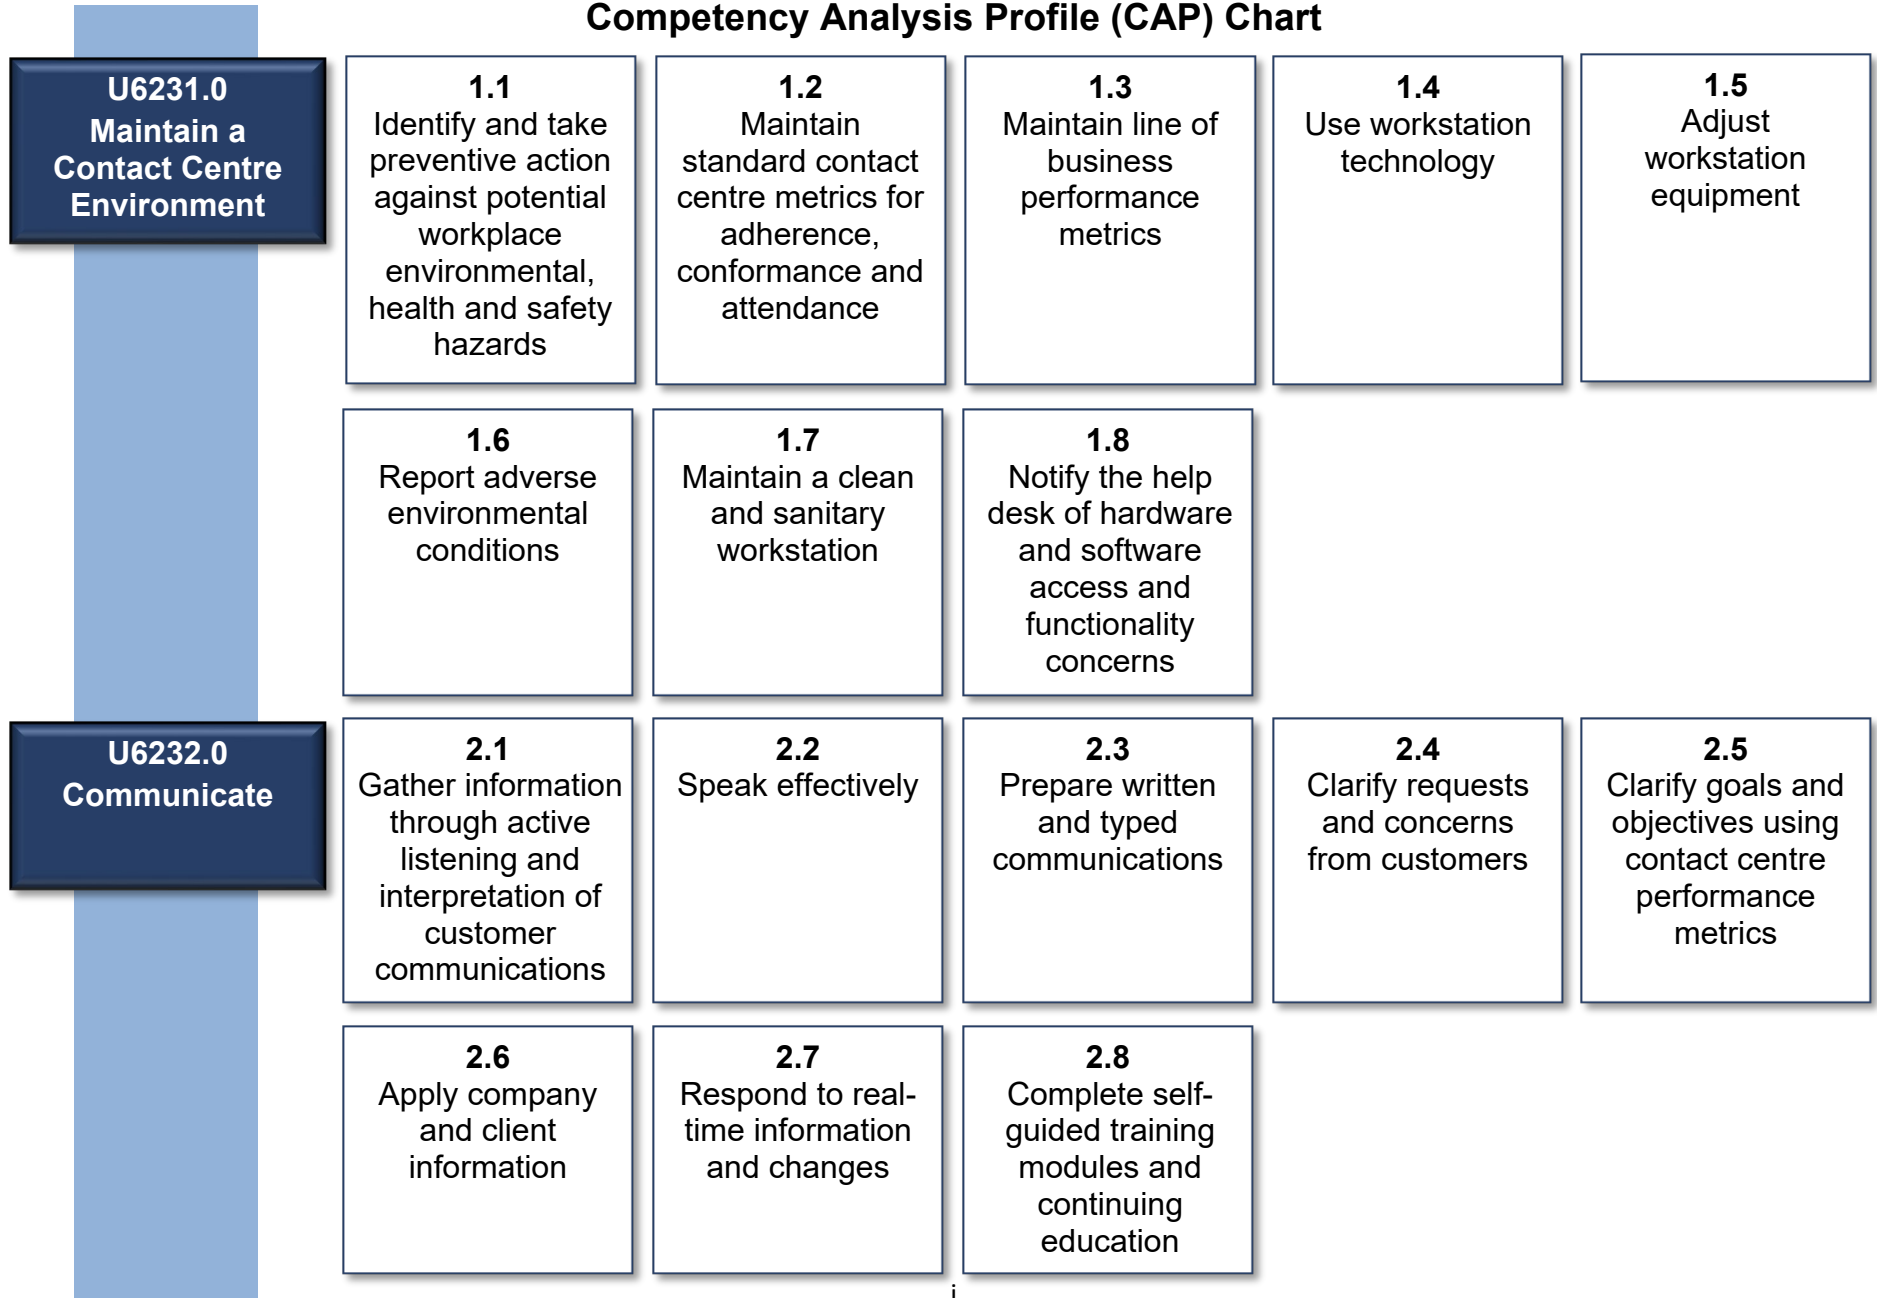 Competency Analysis Profile (CAP) Chart
U6231.0
Maintain a
Contact Centre
Environment
1.1
Identify and take
preventive action
against potential
workplace
environmental,
health and safety
hazards
1.2
Maintain
standard contact
centre metrics for
adherence,
conformance and
attendance
1.3
Maintain line of
business
performance
metrics
1.4
Use workstation
technology
1.5
Adjust
workstation
equipment
1.6
Report adverse
environmental
conditions
1.7
Maintain a clean
and sanitary
workstation
1.8
Notify the help
desk of hardware
and software
access and
functionality
concerns
U6232.0
Communicate
2.1
Gather information
through active
listening and
interpretation of
customer
communications
2.2
Speak effectively
2.3
Prepare written
and typed
communications
2.4
Clarify requests
and concerns
from customers
2.5
Clarify goals and
objectives using
contact centre
performance
metrics
2.6
Apply company
and client
information
2.7
Respond to real-
time information
and changes
2.8
Complete self-
guided training
modules and
continuing
education
i